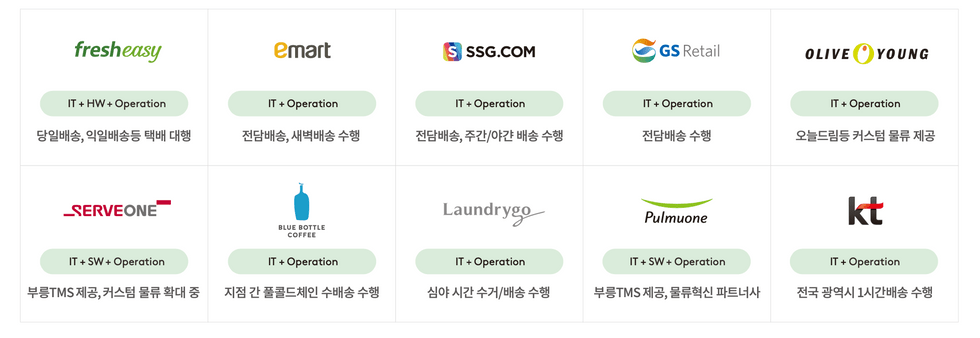 fresheasy
emart
SSG.COM
GS Retail
OLIVE YOUNG
IT + HW + Operation
IT + Operation
IT + Operation
IT + Operation
IT + Operation
당일배송, 익일배송등 택배 대행
전담배송, 새벽배송 수행
전담배송, 주간/야간 배송 수행
전담배송 수행
오늘드림등 커스텀 물류 제공
SERVEONE
BLUE BOTTLE
COFFEE
Laundrygo
Pulmuone
kt
IT + SW + Operation
IT + Operation
IT + Operation
IT + SW + Operation
IT + Operation
부릉TMS 제공, 커스텀 물류 확대 중
지점 간 풀콜드체인 수배송 수행
심야 시간 수거/배송 수행
부릉TMS 제공, 물류혁신 파트너사
전국 광역시 1시간배송 수행